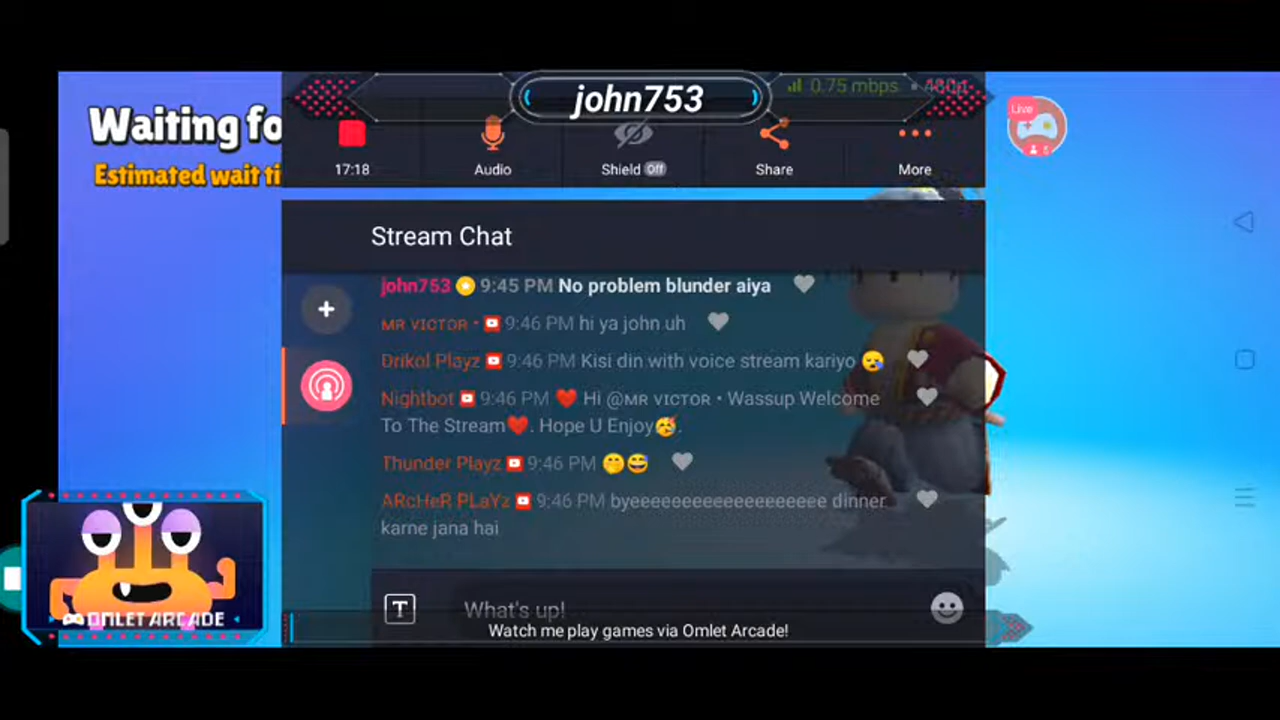 john753
0.75 mbps • 480p
Waiting fo
Estimated wait ti
17:18
Audio
Shield Off
Share
More
Live
Stream Chat
john753 9:45 PM No problem blunder aiya
MR VICTOR • 9:46 PM hi ya john uh
Drikol Playz 9:46 PM Kisi din with voice stream kariyo 😪
Nightbot 9:46 PM ❤️ Hi @MR VICTOR • Wassup Welcome
To The Stream❤️. Hope U Enjoy🥳.
Thunder Playz 9:46 PM 🤭😅
ARcHeR PLaYz 9:46 PM byeeeeeeeeeeeeeeeeeee dinner
karne jana hai
T What's up!
Watch me play games via Omlet Arcade!
OMLET ARCADE